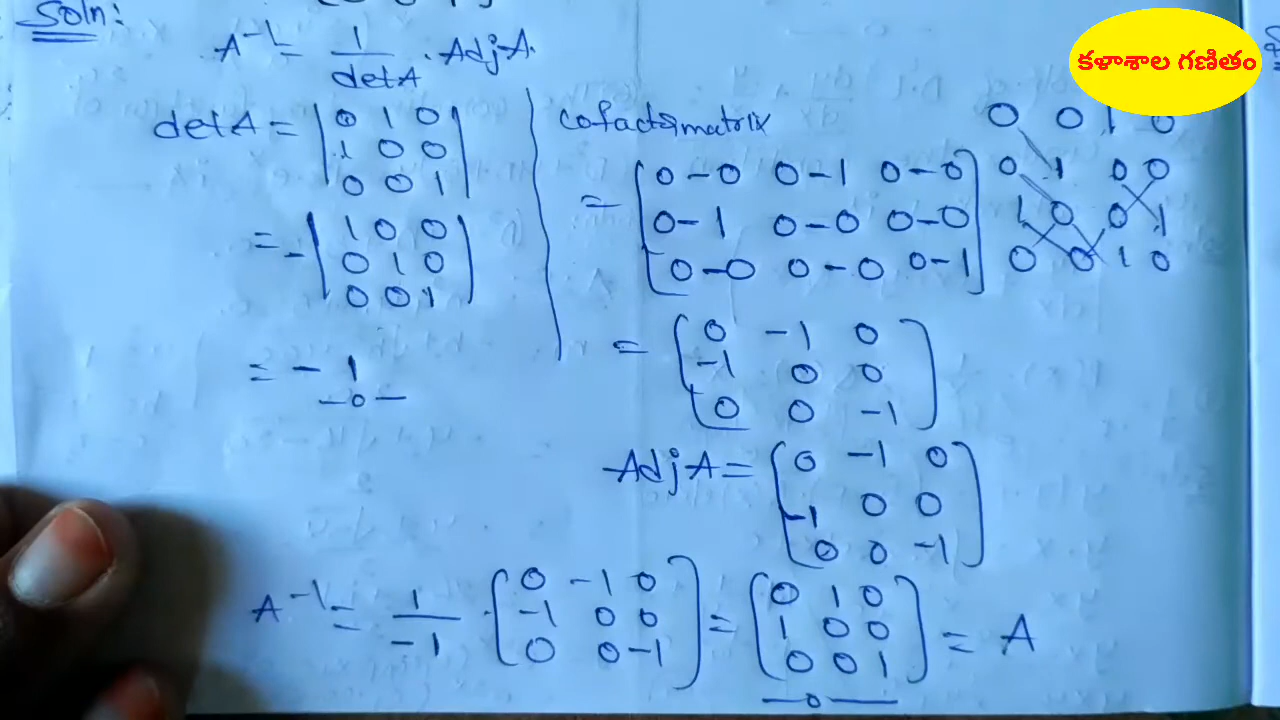 Soln:
A⁻¹ = 1/detA . AdjA.
కళాశాల గణితం
detA = |0 1 0|
|1 0 0|
|0 0 1|
= -|1 0 0|
|0 1 0|
|0 0 1|
= -1
-0-
cofactor matrix
= [0-0 0-1 0-0]
[0-1 0-0 0-0]
[0-0 0-0 0-1]
0 0 1 0
0 1 0 0
1 0 0 1
0 0 1 0
= [0 -1 0]
[-1 0 0]
[0 0 -1]
AdjA = [0 -1 0]
[-1 0 0]
[0 0 -1]
A⁻¹ = 1/-1 . [0 -1 0] = [0 1 0] = A
[-1 0 0] [1 0 0]
[0 0 -1] [0 0 1]
-0-